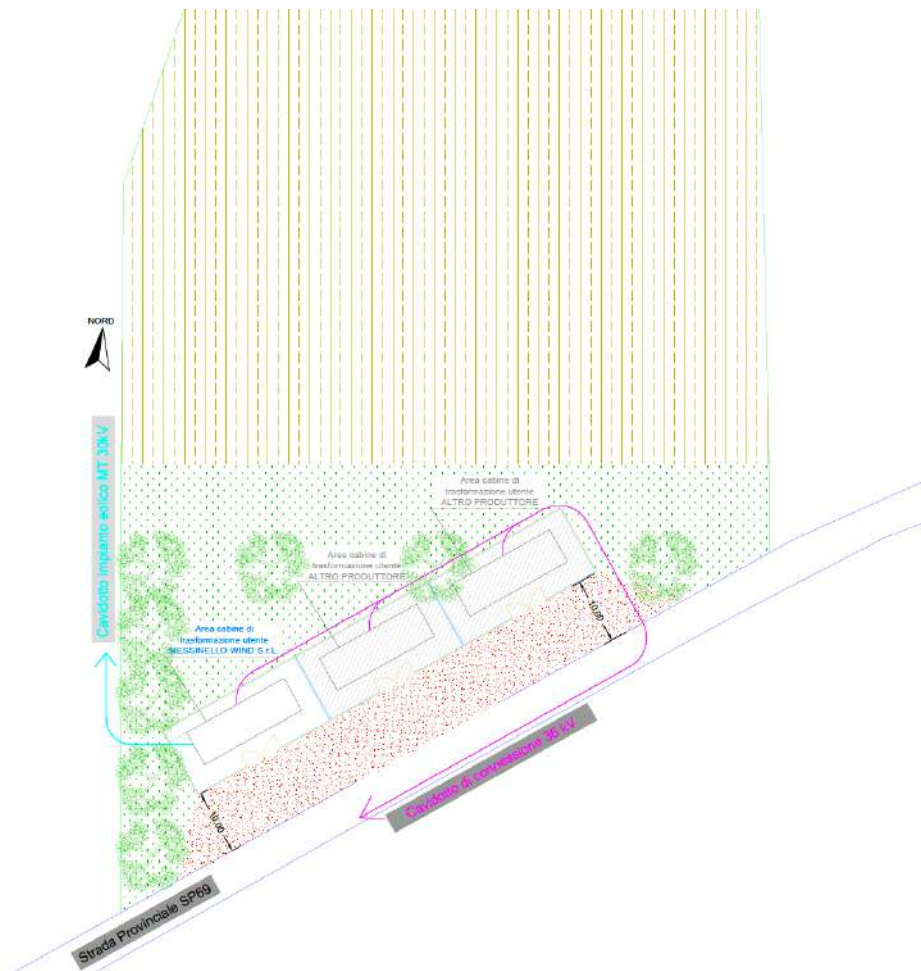 NORD
Cavidotto impianto eolico MT 30kV
Area cabine di
trasformazione utente
ALTRO PRODUTTORE
Area cabine di
trasformazione utente
ALTRO PRODUTTORE
Area cabine di
trasformazione utente
MESSINELLO WIND S.r.L.
10.00
10.00
Cavidotto di connessione 36 kV
Strada Provinciale SP69